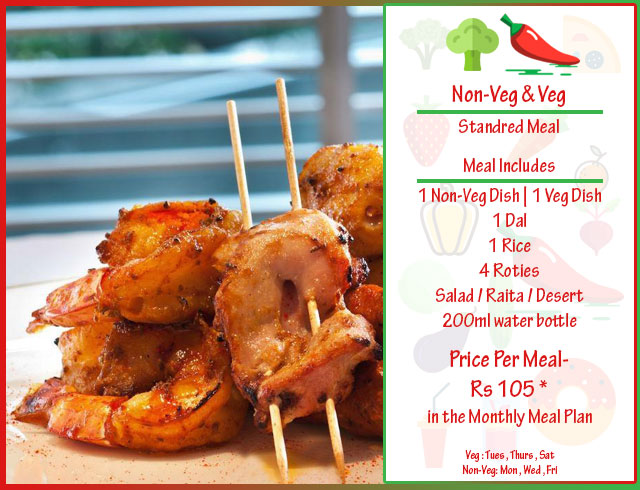 Non-Veg & Veg
Standred Meal
Meal Includes
1 Non-Veg Dish | 1 Veg Dish
1 Dal
1 Rice
4 Roties
Salad / Raita / Desert
200ml water bottle
Price Per Meal-
Rs 105 *
in the Monthly Meal Plan
Veg : Tues , Thurs , Sat
Non-Veg: Mon , Wed , Fri